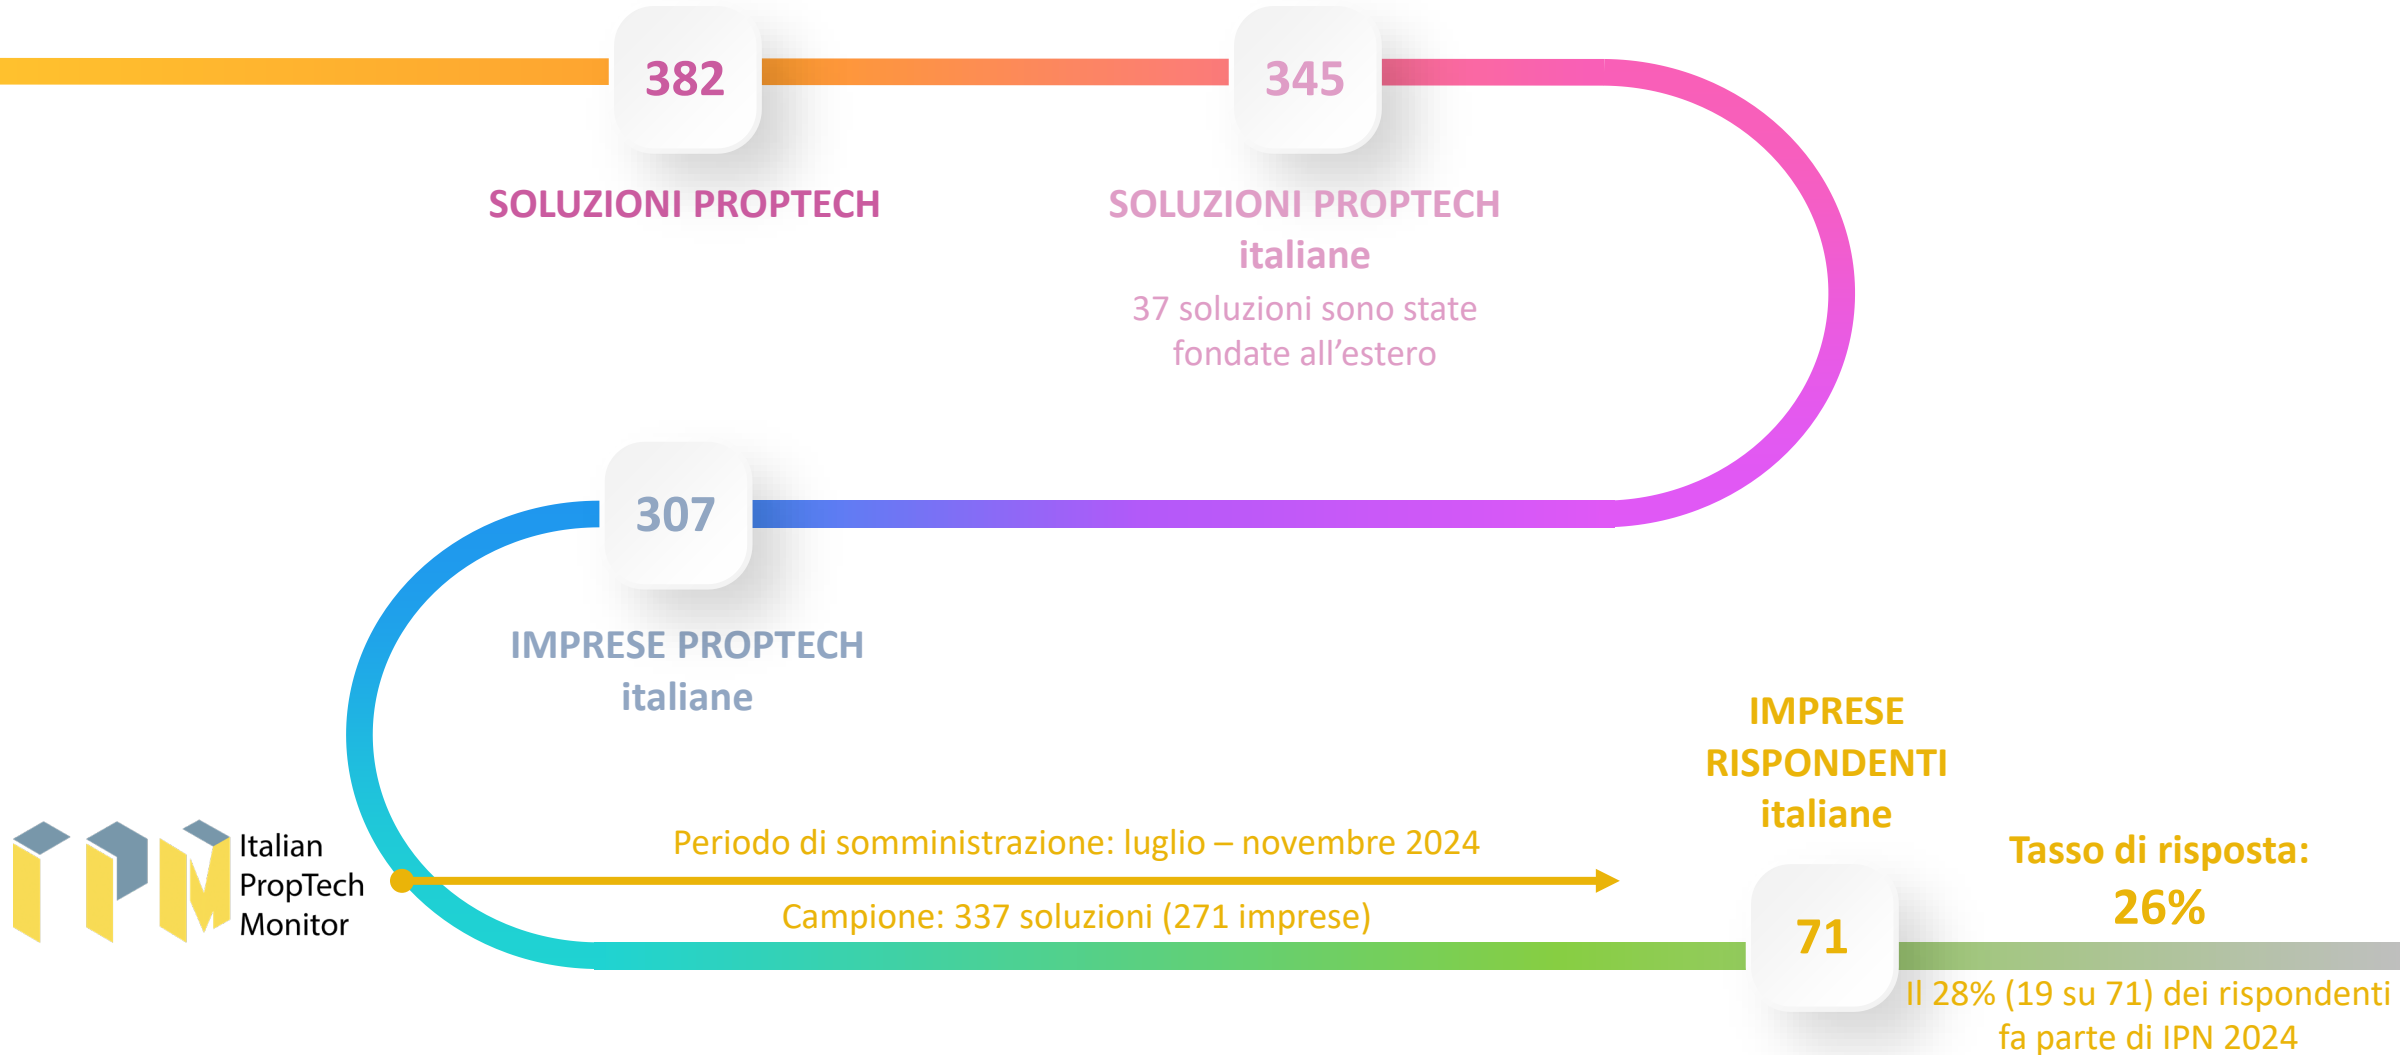 382
SOLUZIONI PROPTECH
345
SOLUZIONI PROPTECH
italiane
37 soluzioni sono state
fondate all’estero
307
IMPRESE PROPTECH
italiane
IPM
Italian
PropTech
Monitor
Periodo di somministrazione: luglio – novembre 2024
Campione: 337 soluzioni (271 imprese)
IMPRESE
RISPONDENTI
italiane
71
Tasso di risposta:
26%
Il 28% (19 su 71) dei rispondenti
fa parte di IPN 2024